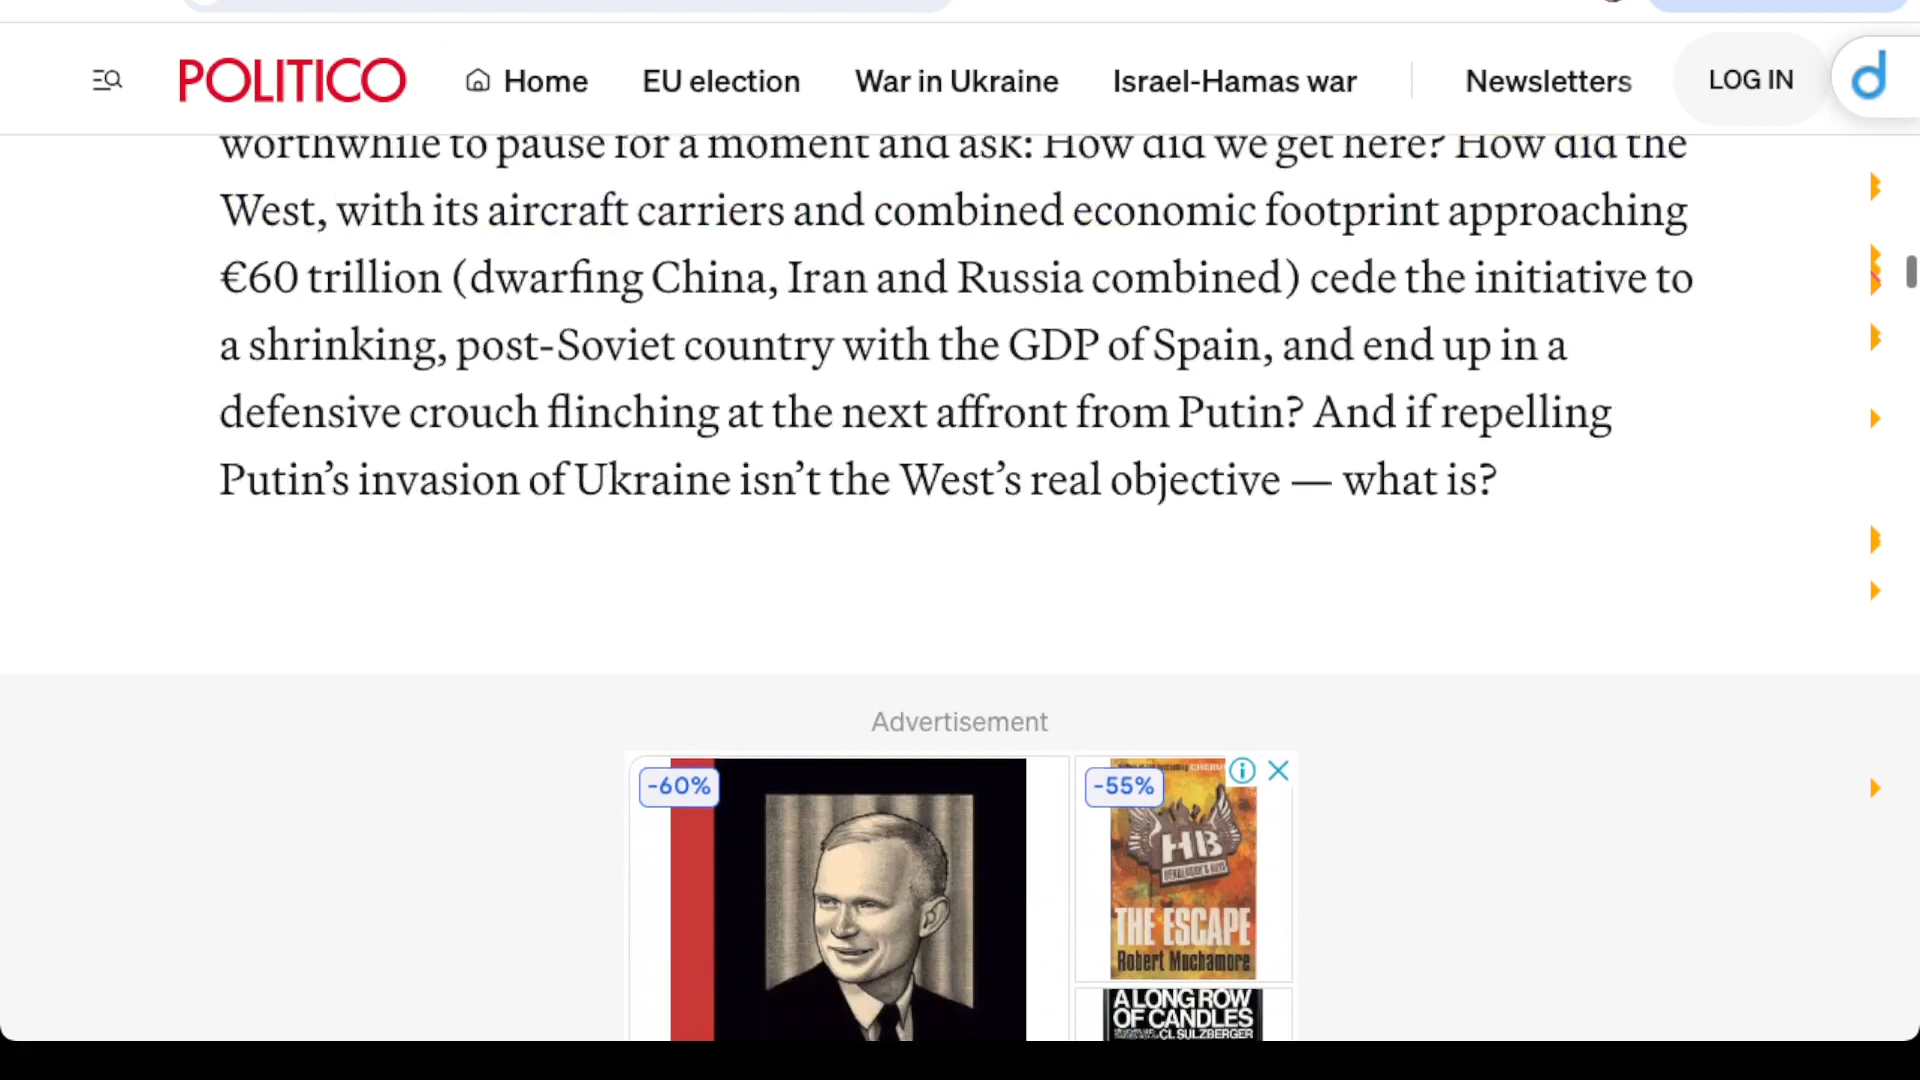 POLITICO
Home
EU election
War in Ukraine
Israel-Hamas war
Newsletters
LOG IN
worthwhile to pause for a moment and ask: How did we get here? How did the
West, with its aircraft carriers and combined economic footprint approaching
€60 trillion (dwarfing China, Iran and Russia combined) cede the initiative to
a shrinking, post-Soviet country with the GDP of Spain, and end up in a
defensive crouch flinching at the next affront from Putin? And if repelling
Putin’s invasion of Ukraine isn’t the West’s real objective — what is?
Advertisement
-60%
-55%
HB
THE ESCAPE
Robert Muchamore
A LONG ROW
OF CANDLES
C.L. SULZBERGER